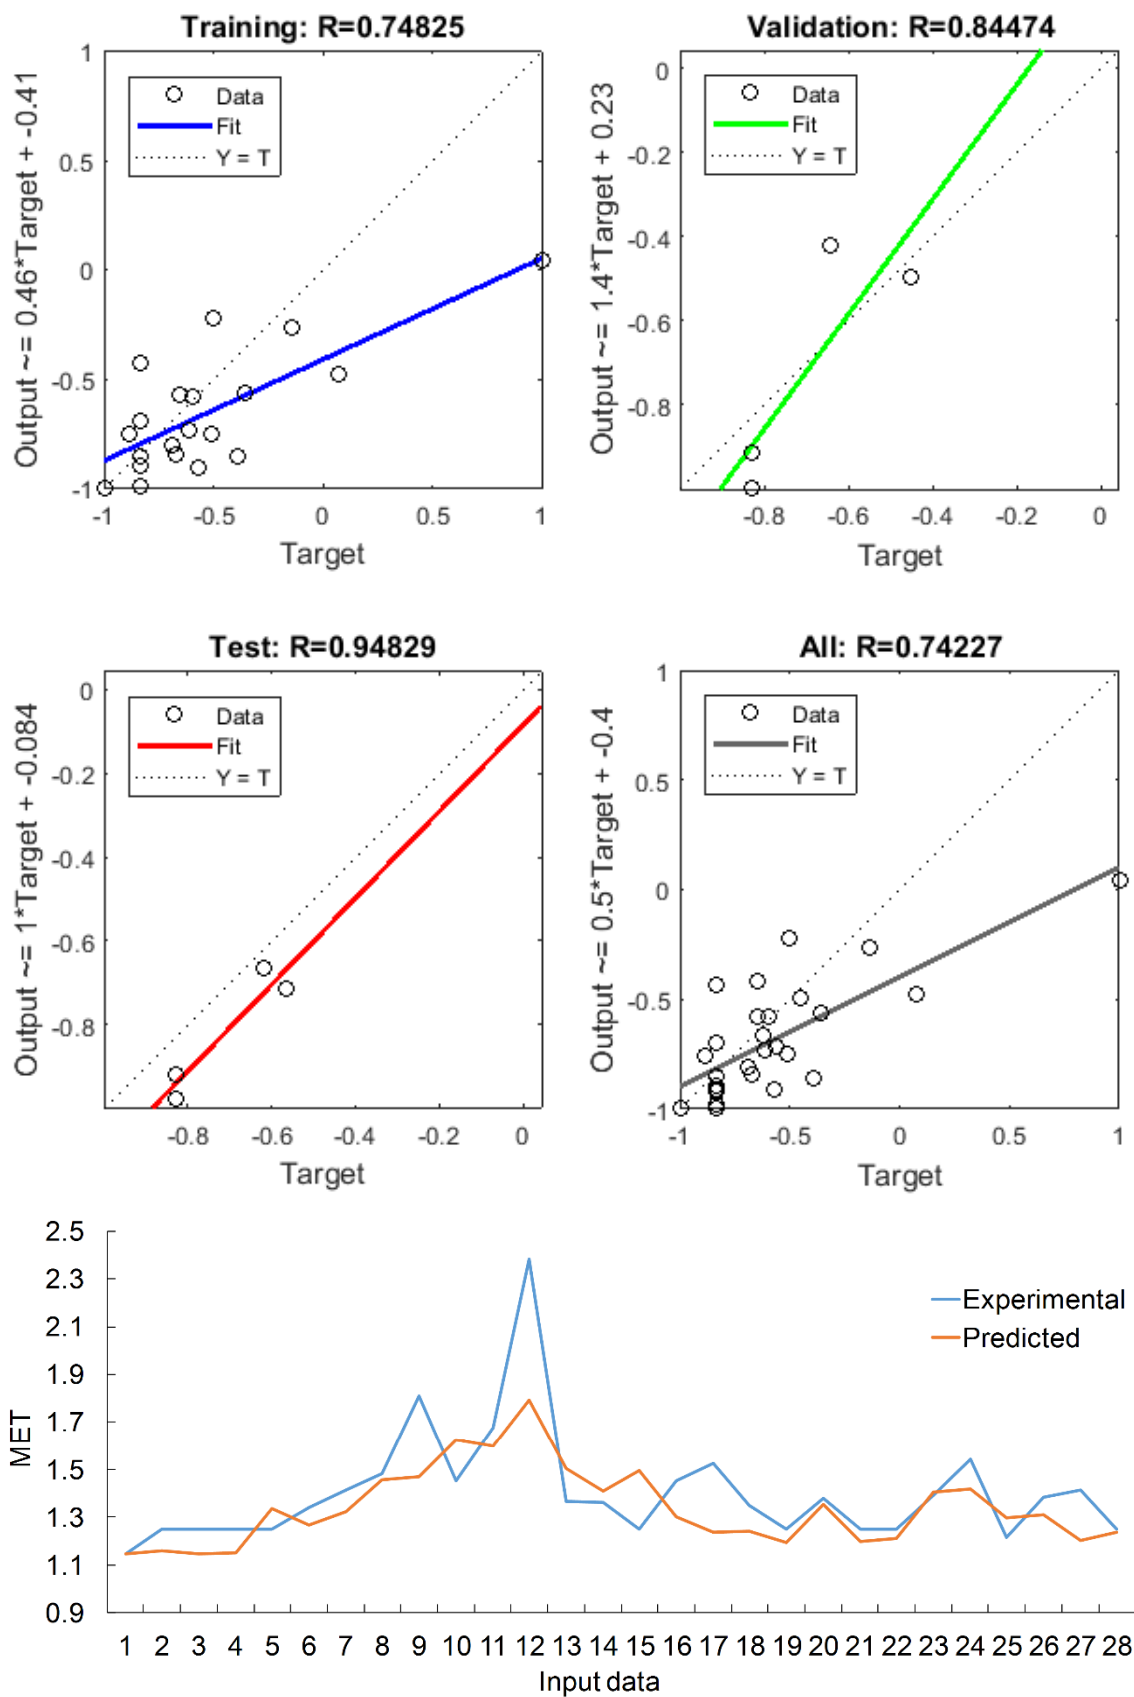 Training: R=0.74825
Output ~= 0.46*Target + -0.41
1
0.5
0
-0.5
-1
Data
Fit
Y = T
-1 -0.5 0 0.5 1
Target
Validation: R=0.84474
Output ~= 1.4*Target + 0.23
0
-0.2
-0.4
-0.6
-0.8
Data
Fit
Y = T
-0.8 -0.6 -0.4 -0.2 0
Target
Test: R=0.94829
Output ~= 1*Target + -0.084
0
-0.2
-0.4
-0.6
-0.8
Data
Fit
Y = T
-0.8 -0.6 -0.4 -0.2 0
Target
All: R=0.74227
Output ~= 0.5*Target + -0.4
1
0.5
0
-0.5
-1
Data
Fit
Y = T
-1 -0.5 0 0.5 1
Target
MET
2.5
2.3
2.1
1.9
1.7
1.5
1.3
1.1
0.9
Experimental
Predicted
1 2 3 4 5 6 7 8 9 10 11 12 13 14 15 16 17 18 19 20 21 22 23 24 25 26 27 28
Input data